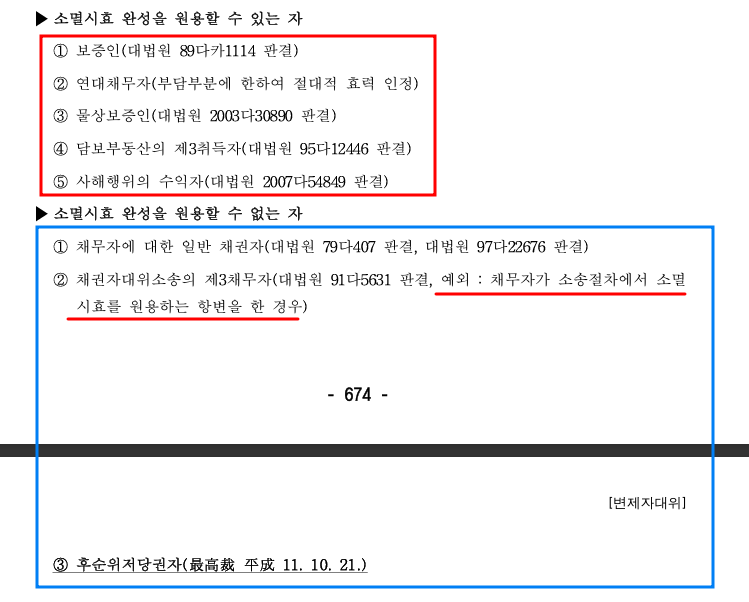 ▶ 소멸시효 완성을 원용할 수 있는 자
① 보증인(대법원 89다카1114 판결)
② 연대채무자(부담부분에 한하여 절대적 효력 인정)
③ 물상보증인(대법원 2003다30890 판결)
④ 담보부동산의 제3취득자(대법원 95다12446 판결)
⑤ 사해행위의 수익자(대법원 2007다54849 판결)
▶ 소멸시효 완성을 원용할 수 없는 자
① 채무자에 대한 일반 채권자(대법원 79다407 판결, 대법원 97다22676 판결)
② 채권자대위소송의 제3채무자(대법원 91다5631 판결, 예외 : 채무자가 소송절차에서 소멸
시효를 원용하는 항변을 한 경우)
- 674 -
[변제자대위]
③ 후순위저당권자(最高裁 平成 11. 10. 21.)